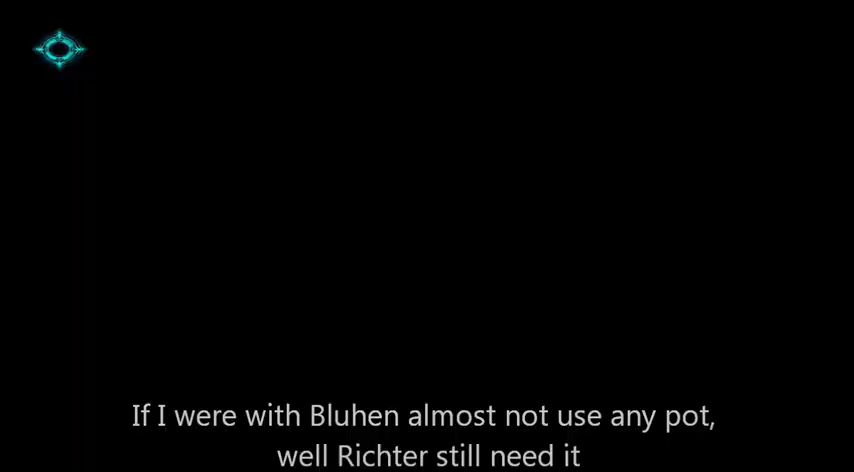 If I were with Bluhen almost not use any pot,
well Richter still need it